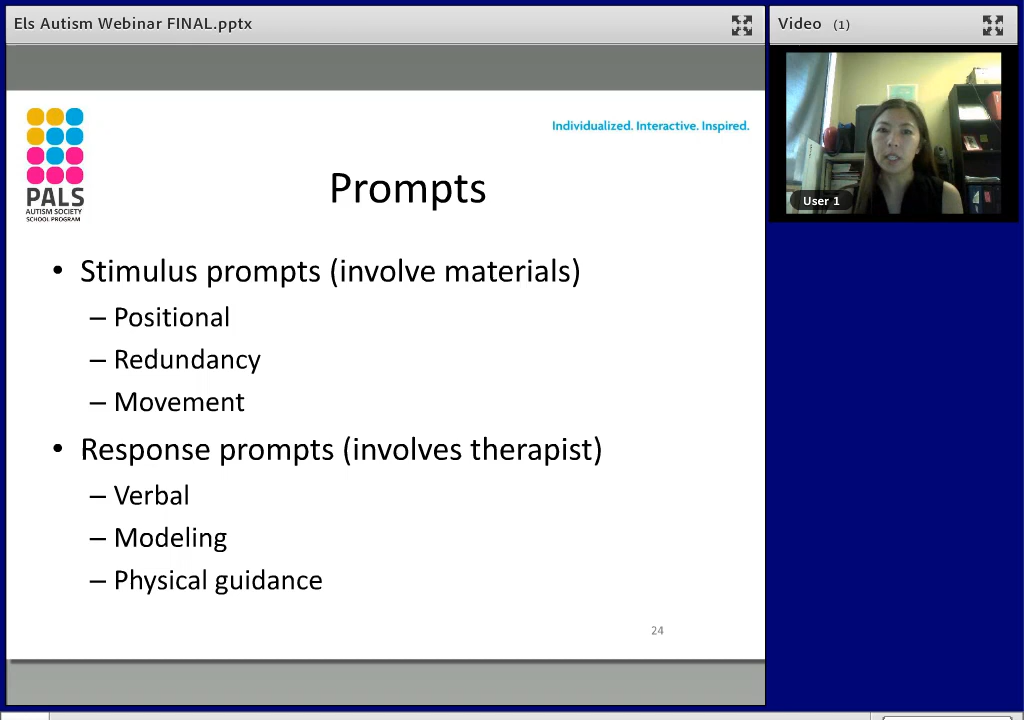 Els Autism Webinar FINAL.pptx
Video (1)
User 1
PALS
AUTISM SOCIETY
SCHOOL PROGRAM
Individualized. Interactive. Inspired.
Prompts
• Stimulus prompts (involve materials)
– Positional
– Redundancy
– Movement
• Response prompts (involves therapist)
– Verbal
– Modeling
– Physical guidance
24